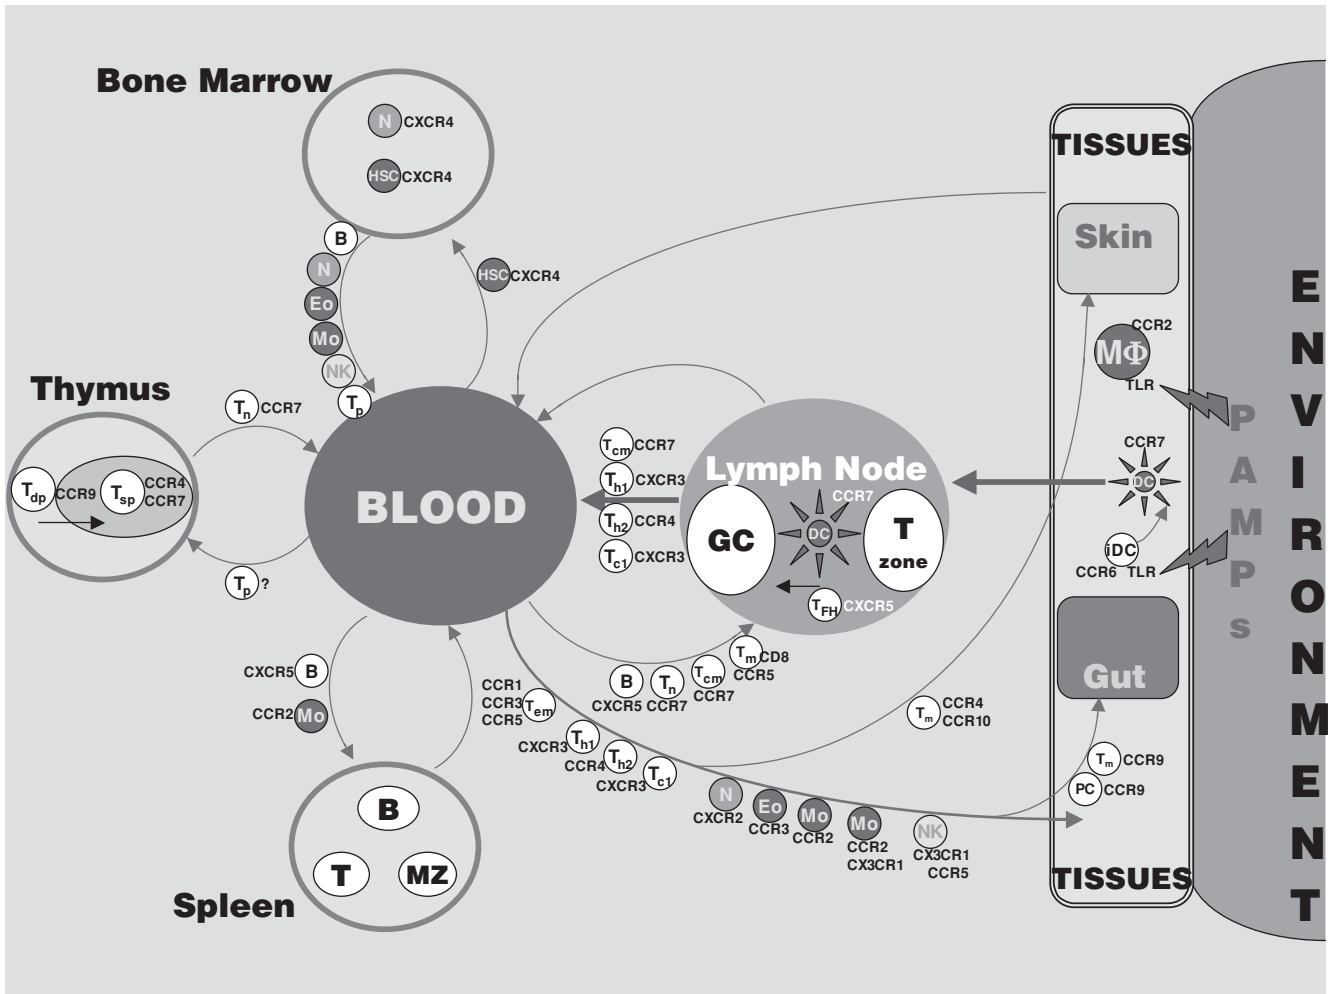 Bone Marrow
N CXCR4
HSC CXCR4
B
N
Eo
Mo
NK
Tp
HSC CXCR4
Thymus
Tn CCR7
Tdp CCR9
Tsp CCR4
CCR7
Tp ?
BLOOD
Tcm CCR7
Th1 CXCR3
Th2 CCR4
Tc1 CXCR3
Lymph Node
CCR7
GC
DC
T
zone
TFH CXCR5
CXCR5 B
CCR2 Mo
B
T
MZ
Spleen
B
CXCR5
Tn
CCR7
Tcm
CCR7
Tm CD8
CCR5
CCR1
CCR3
CCR5
Tem
CXCR3 Th1
CCR4 Th2
CXCR3 Tc1
N
CXCR2
Eo
CCR3
Mo
CCR2
Mo
CCR2
CX3CR1
NK
CX3CR1
CCR5
Tm CCR4
CCR10
Tm CCR9
PC CCR9
TISSUES
Skin
CCR2
MΦ
TLR
CCR7
DC
iDC
CCR6 TLR
Gut
TISSUES
PAMPs
ENVIRONMENT